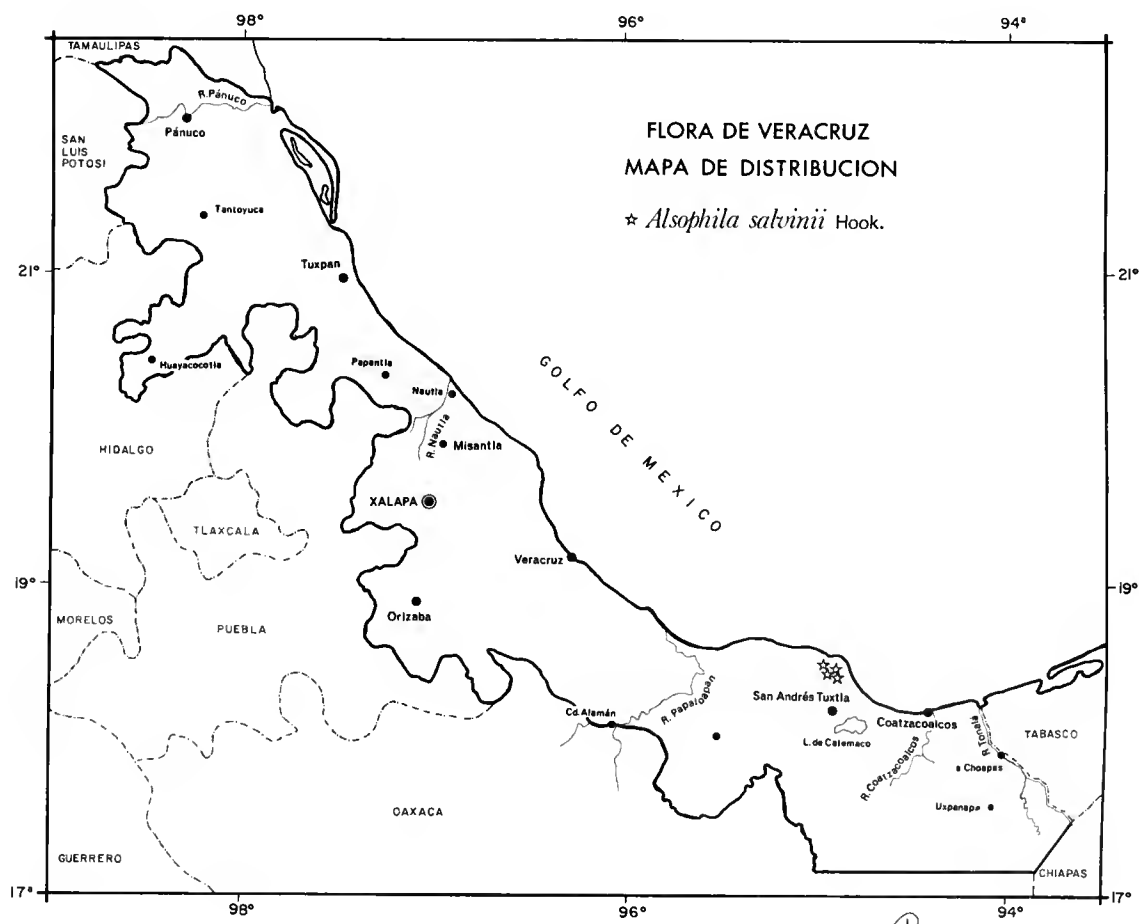 98°
96°
94°
TAMAULIPAS
R. Pánuco
Pánuco
SAN
LUIS
POTOSI
FLORA DE VERACRUZ
MAPA DE DISTRIBUCION
☆ Alsophila salvinii Hook.
Tantoyuca
21°
Tuxpan
21°
Huayacocotla
Papantla
Nautla
GOLFO DE MEXICO
R. Nautla
Misantla
HIDALGO
XALAPA
TLAXCALA
Veracruz
19°
19°
Orizaba
MORELOS
PUEBLA
San Andrés Tuxtla
Cd. Alemán
R. Papaloapan
Coatzacoalcos
L. de Catemaco
R. Coatzacoalcos
R. Tonalá
TABASCO
a Choapas
Uxpanapa
OAXACA
GUERRERO
CHIAPAS
17°
17°
98°
96°
94°